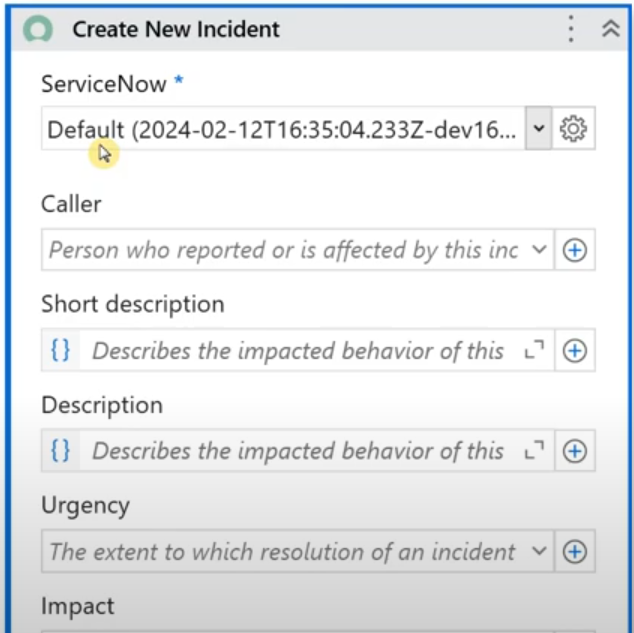 Create New Incident
ServiceNow *
Default (2024-02-12T16:35:04.233Z-dev16...
Caller
Person who reported or is affected by this inc
Short description
{} Describes the impacted behavior of this
Description
{} Describes the impacted behavior of this
Urgency
The extent to which resolution of an incident
Impact